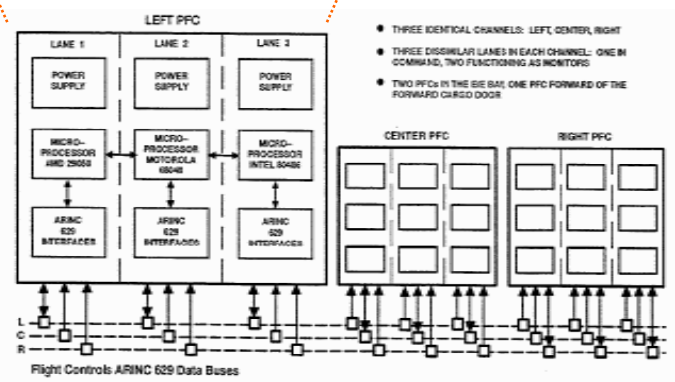 LEFT PFC
LANE 1
LANE 2
LANE 3
POWER
SUPPLY
POWER
SUPPLY
POWER
SUPPLY
MICRO–
PROCESSOR
AMD 29050
MICRO–
PROCESSOR
MOTOROLA
68040
MICRO–
PROCESSOR
INTEL 80486
ARINC
629
INTERFACES
ARINC
629
INTERFACES
ARINC
629
INTERFACES
● THREE IDENTICAL CHANNELS: LEFT, CENTER, RIGHT
● THREE DISSIMILAR LANES IN EACH CHANNEL: ONE IN
COMMAND, TWO FUNCTIONING AS MONITORS
● TWO PFCs IN THE E/E BAY, ONE PFC FORWARD OF THE
FORWARD CARGO DOOR
CENTER PFC
RIGHT PFC
L
C
R
Flight Controls ARINC 629 Data Buses